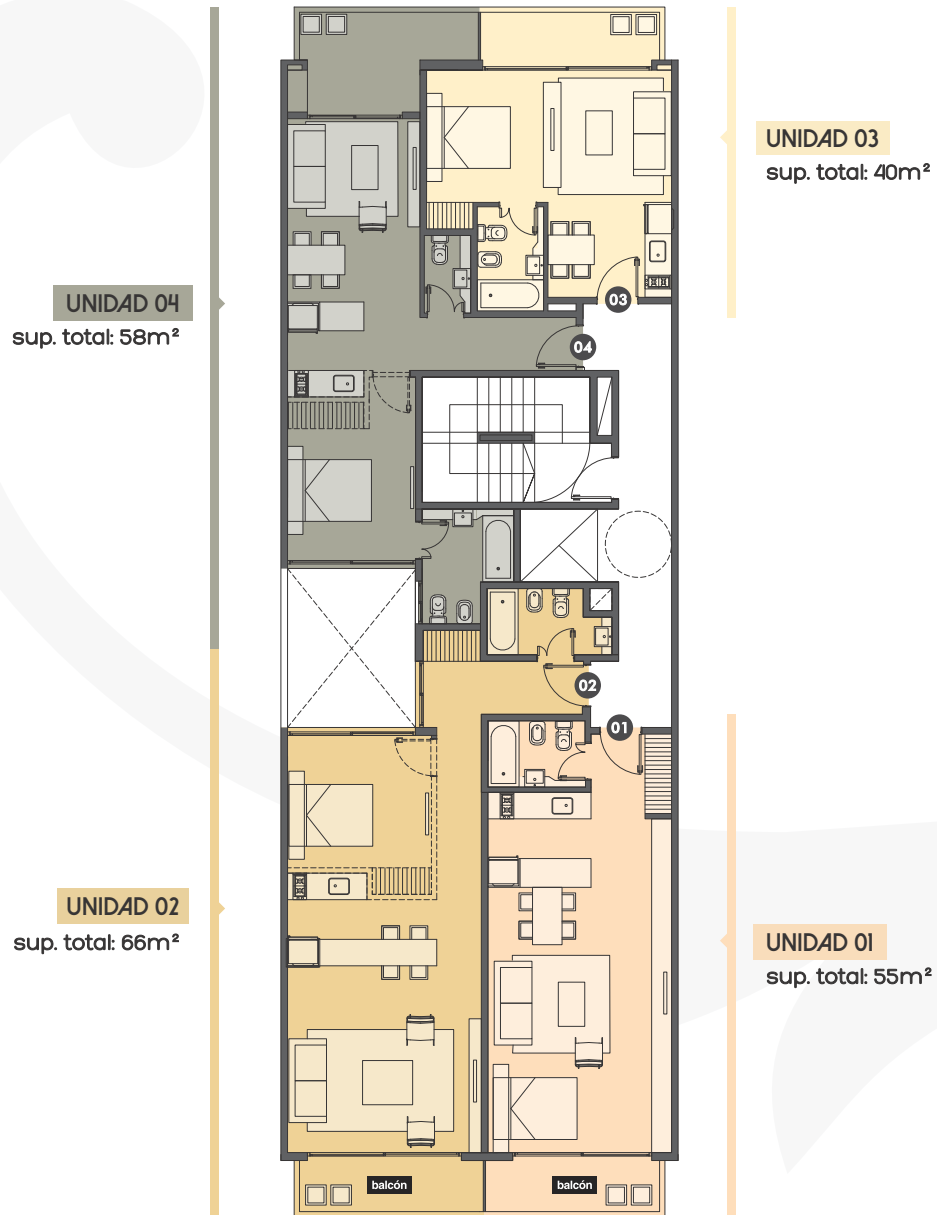 UNIDAD 03
sup. total: 40m²
UNIDAD 04
sup. total: 58m²
03
04
02
01
UNIDAD 02
sup. total: 66m²
UNIDAD 01
sup. total: 55m²
balcón
balcón